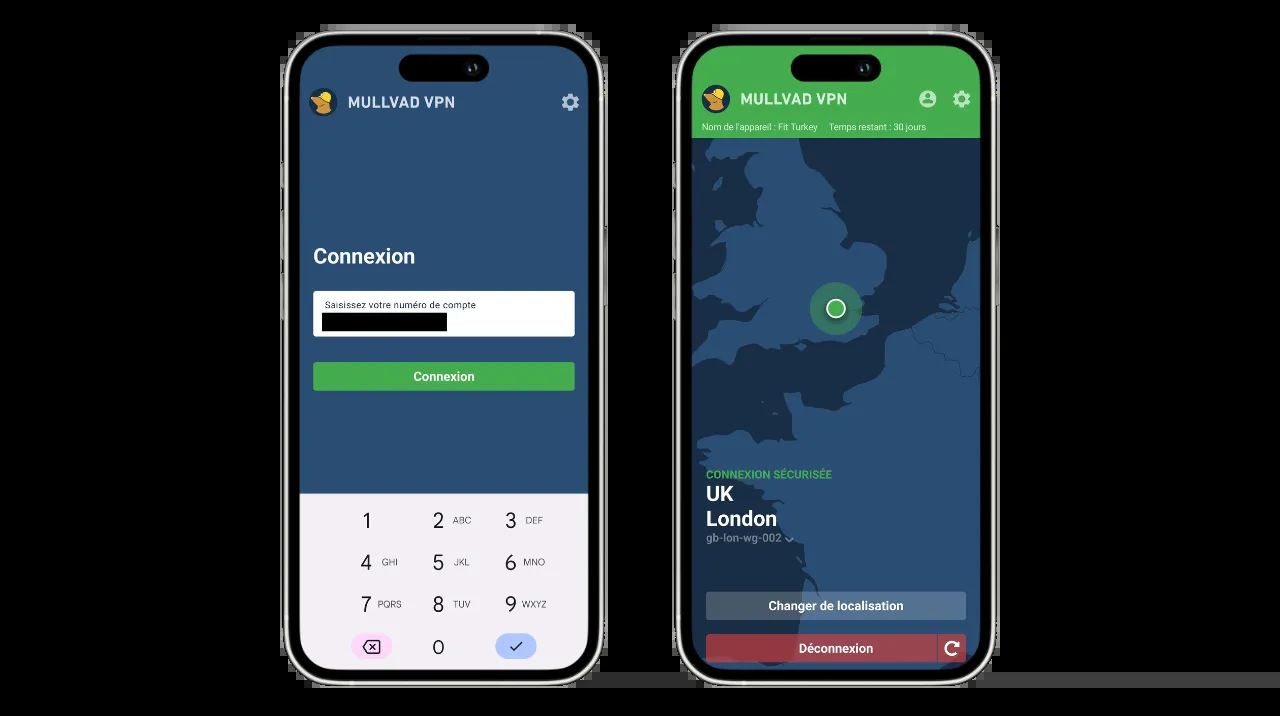 MULLVAD VPN
Connexion
Saisissez votre numéro de compte
Connexion
1
2 ABC
3 DEF
4 GHI
5 JKL
6 MNO
7 PQRS
8 TUV
9 WXYZ
0
MULLVAD VPN
Nom de l'appareil : Fit Turkey Temps restant : 30 jours
CONNEXION SÉCURISÉE
UK
London
gb-lon-wg-002
Changer de localisation
Déconnexion